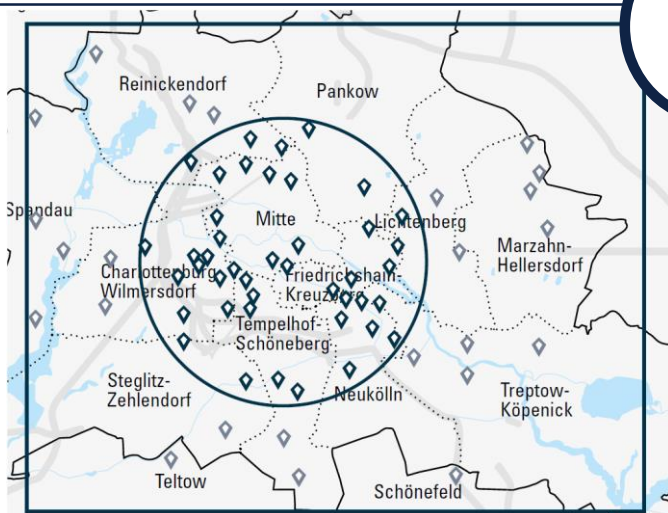 Reinickendorf
Pankow
Spandau
Mitte
Lichtenberg
Marzahn-
Hellersdorf
Charlottenburg
Wilmersdorf
Friedrichshain-
Kreuzberg
Tempelhof-
Schöneberg
Steglitz-
Zehlendorf
Neukölln
Treptow-
Köpenick
Teltow
Schönefeld